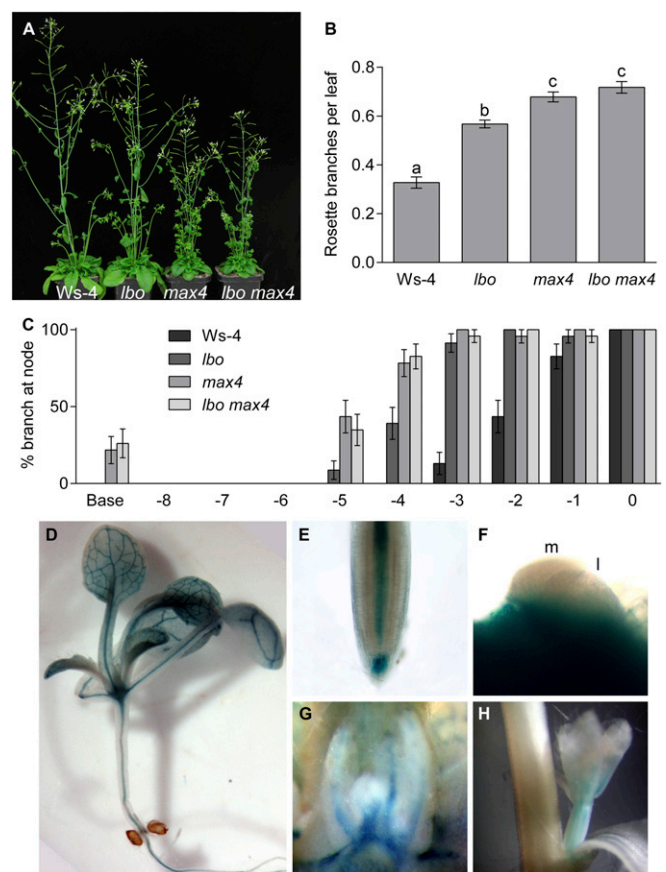 A
Ws-4 lbo max4 lbo max4
B
Rosette branches per leaf
0.8
0.6
0.4
0.2
0.0
a
b
c
c
Ws-4 lbo max4 lbo max4
C
% branch at node
100
50
0
Ws-4
lbo
max4
lbo max4
Base -8 -7 -6 -5 -4 -3 -2 -1 0
D
E
F
m
l
G
H